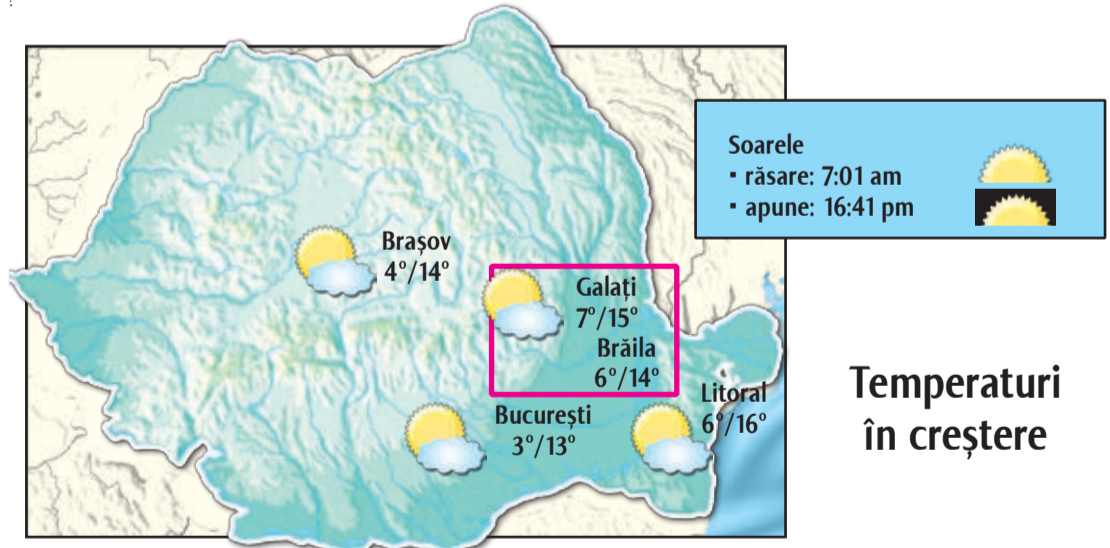 Soarele
▪ răsare: 7:01 am
▪ apune: 16:41 pm
Brașov
4°/14°
Galați
7°/15°
Brăila
6°/14°
Litoral
6°/16°
București
3°/13°
Temperaturi
în creștere